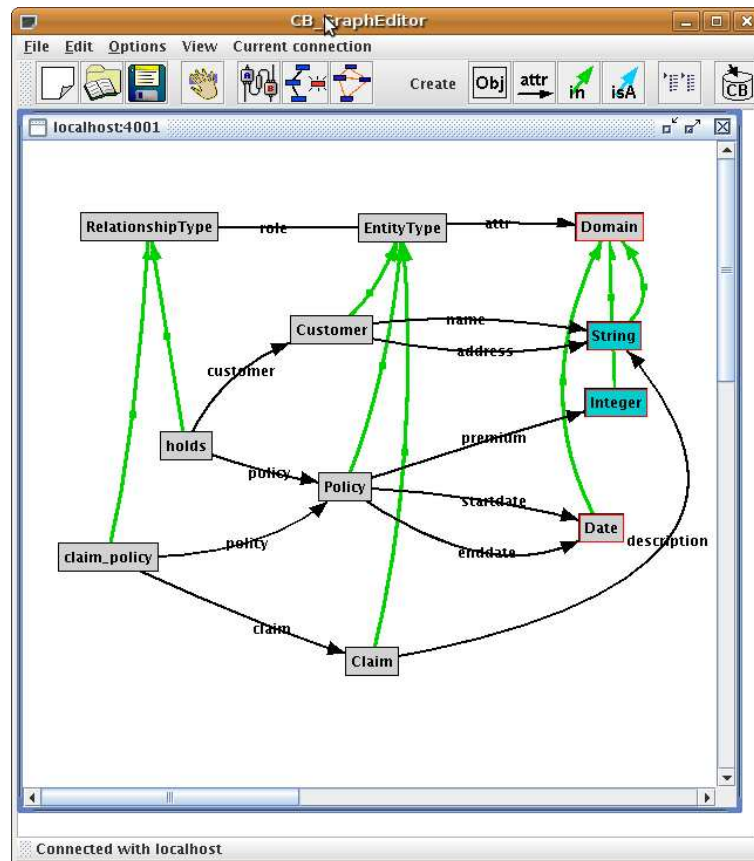 CB_GraphEditor
File Edit Options View Current connection
Create Obj attr in isA CB
localhost:4001
RelationshipType role EntityType attr Domain
Customer name String
address
customer
Integer
holds premium
policy Policy startdate
Date
claim_policy policy enddate description
claim
Claim
Connected with localhost